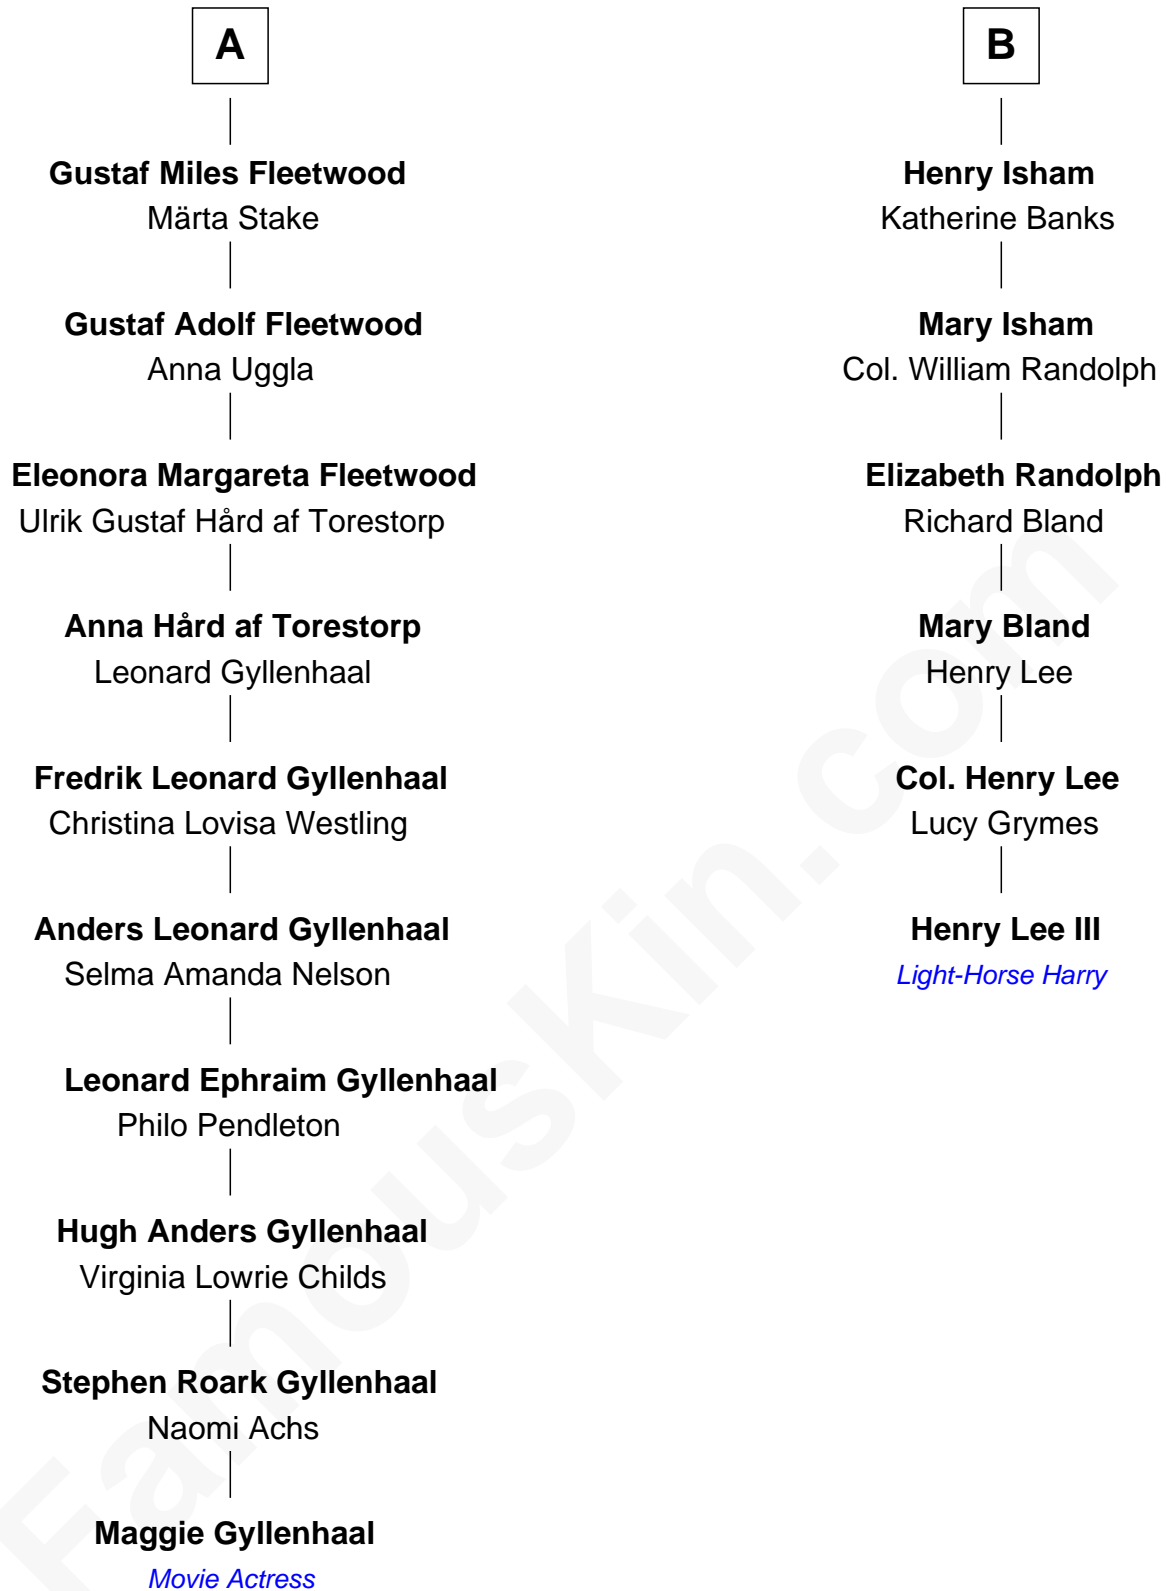 A
Gustaf Miles Fleetwood
Märta Stake
Gustaf Adolf Fleetwood
Anna Uggla
Eleonora Margareta Fleetwood
Ulrik Gustaf Hård af Torestorp
Anna Hård af Torestorp
Leonard Gyllenhaal
Fredrik Leonard Gyllenhaal
Christina Lovisa Westling
Anders Leonard Gyllenhaal
Selma Amanda Nelson
Leonard Ephraim Gyllenhaal
Philo Pendleton
Hugh Anders Gyllenhaal
Virginia Lowrie Childs
Stephen Roark Gyllenhaal
Naomi Achs
Maggie Gyllenhaal
Movie Actress
B
Henry Isham
Katherine Banks
Mary Isham
Col. William Randolph
Elizabeth Randolph
Richard Bland
Mary Bland
Henry Lee
Col. Henry Lee
Lucy Grymes
Henry Lee III
Light-Horse Harry
FamousKin.com